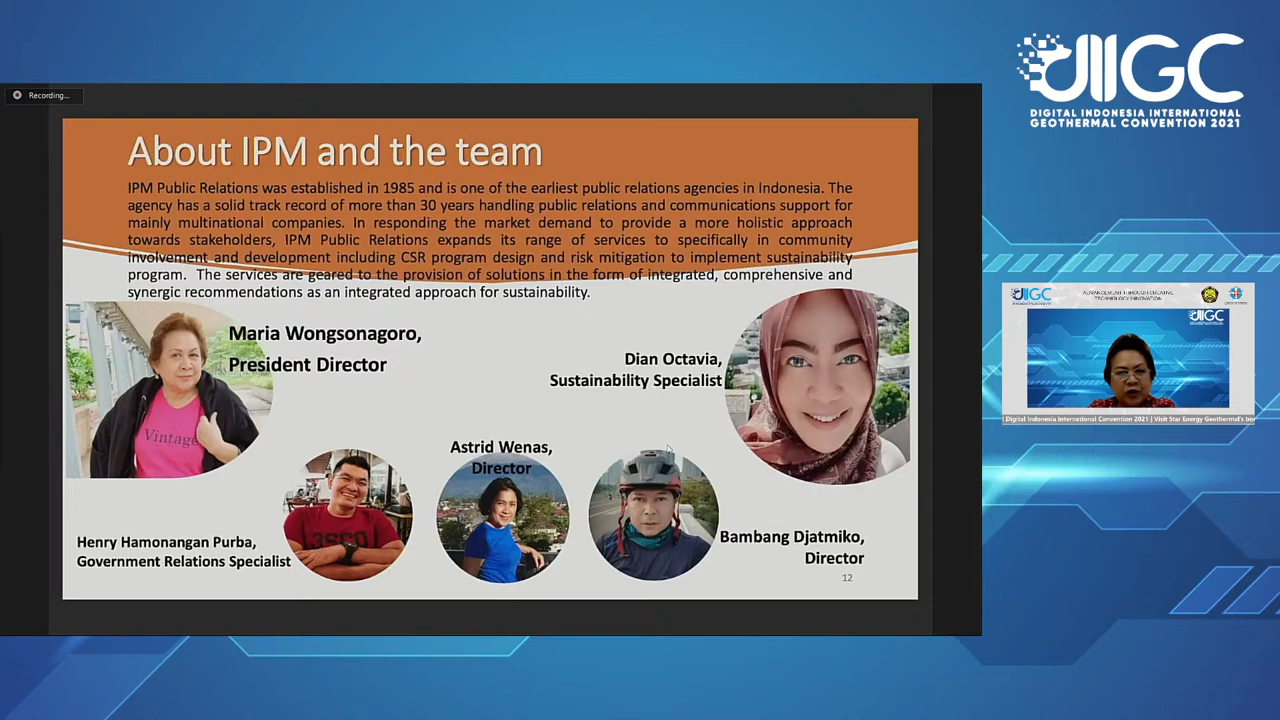 Recording...
About IPM and the team
IPM Public Relations was established in 1985 and is one of the earliest public relations agencies in Indonesia. The
agency has a solid track record of more than 30 years handling public relations and communications support for
mainly multinational companies. In responding the market demand to provide a more holistic approach
towards stakeholders, IPM Public Relations expands its range of services to specifically in community
involvement and development including CSR program design and risk mitigation to implement sustainability
program. The services are geared to the provision of solutions in the form of integrated, comprehensive and
synergic recommendations as an integrated approach for sustainability.
Maria Wongsonagoro,
President Director
Vintage
Dian Octavia,
Sustainability Specialist
Astrid Wenas,
Director
Henry Hamonangan Purba,
Government Relations Specialist
Bambang Djatmiko,
Director
12
DIIGC
DIGITAL INDONESIA INTERNATIONAL
GEOTHERMAL CONVENTION 2021
DIIGC
ADVANCEMENT THROUGH CREATIVE
TECHNOLOGY INNOVATION
DIIGC
Digital Indonesia International Convention 2021 | Visit Star Energy Geothermal's bo